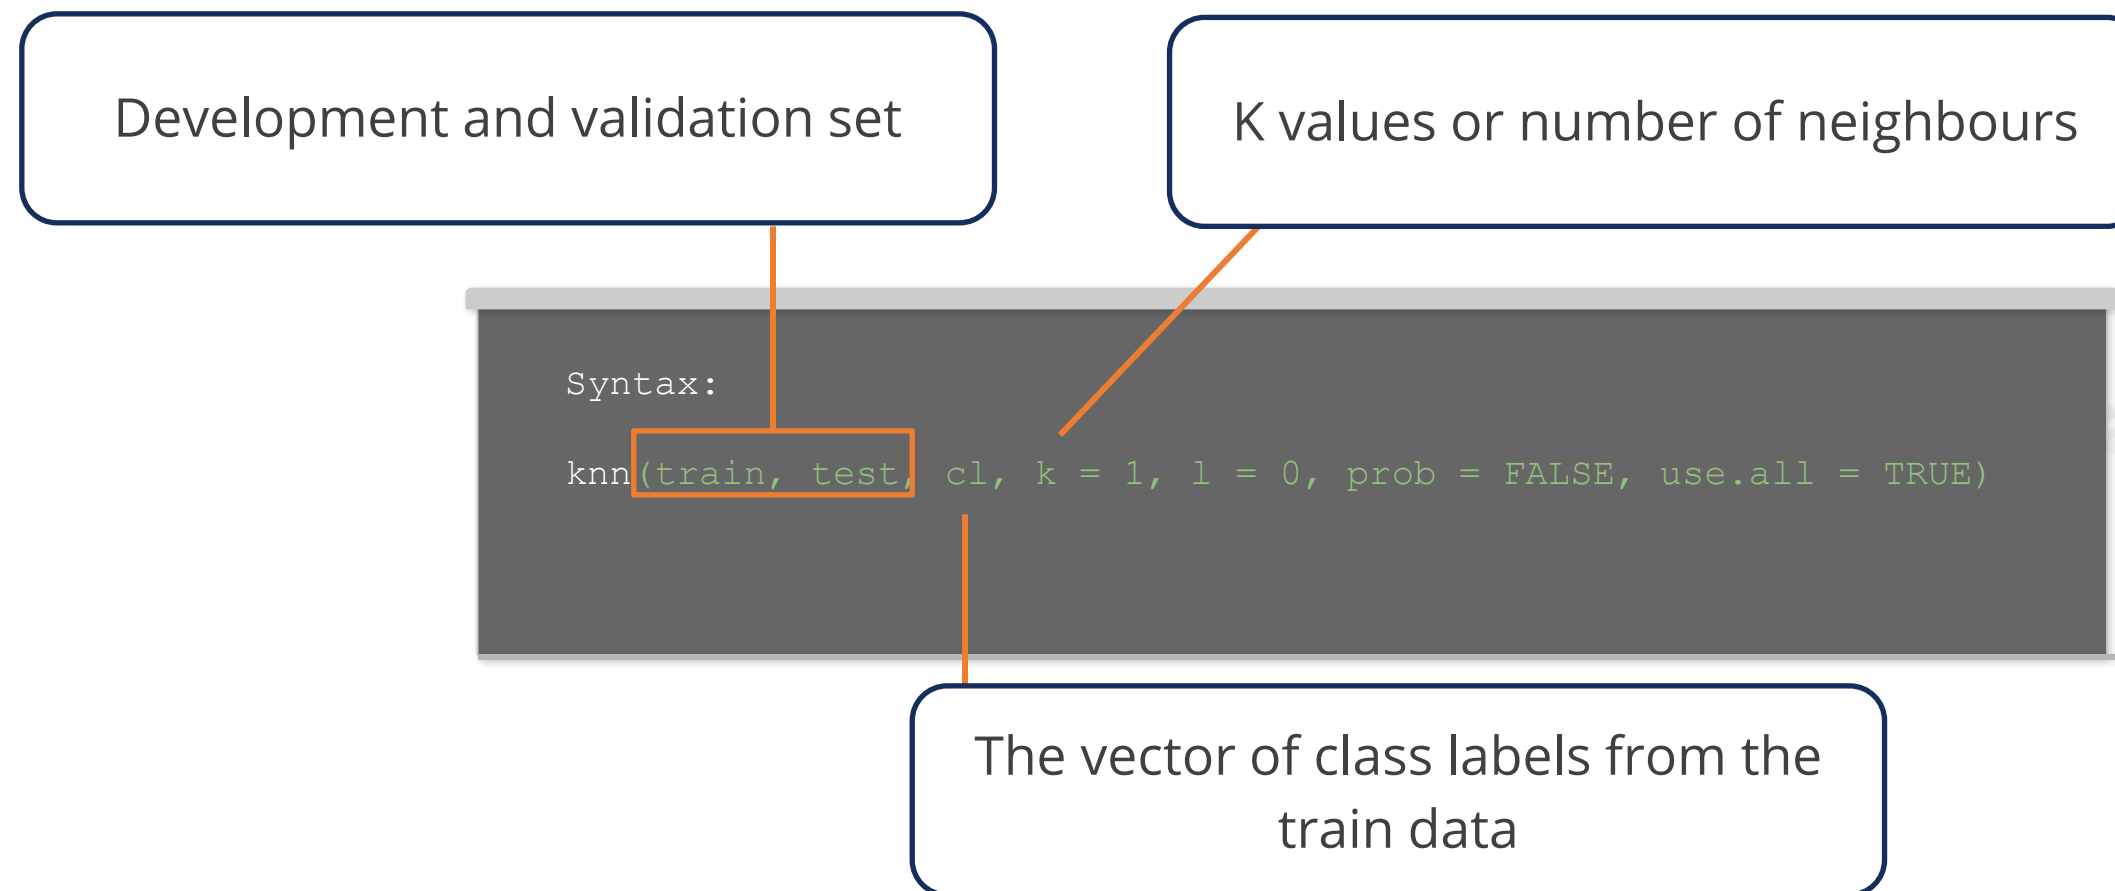 Development and validation set
K values or number of neighbours
Syntax:
knn(train, test, cl, k = 1, l = 0, prob = FALSE, use.all = TRUE)
The vector of class labels from the
train data